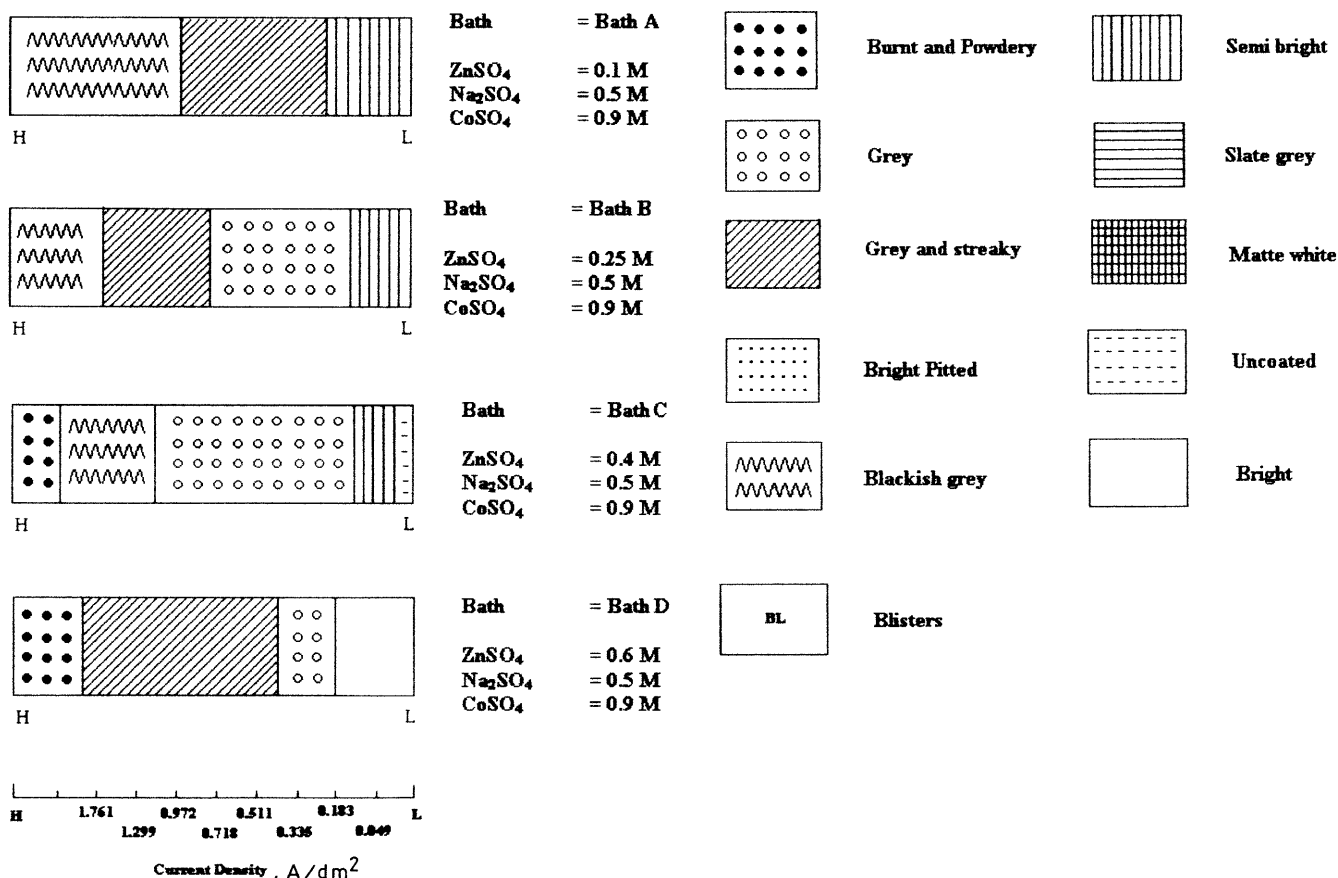 Bath = Bath A
ZnSO₄ = 0.1 M
Na₂SO₄ = 0.5 M
CoSO₄ = 0.9 M
H L
Bath = Bath B
ZnSO₄ = 0.25 M
Na₂SO₄ = 0.5 M
CoSO₄ = 0.9 M
H L
Bath = Bath C
ZnSO₄ = 0.4 M
Na₂SO₄ = 0.5 M
CoSO₄ = 0.9 M
H L
Bath = Bath D
ZnSO₄ = 0.6 M
Na₂SO₄ = 0.5 M
CoSO₄ = 0.9 M
H L
H 1.761 0.972 0.511 0.183 L
1.299 0.718 0.336 0.049
Current Density, A/dm²
Burnt and Powdery
Grey
Grey and streaky
Bright Pitted
Blackish grey
BL Blisters
Semi bright
Slate grey
Matte white
Uncoated
Bright